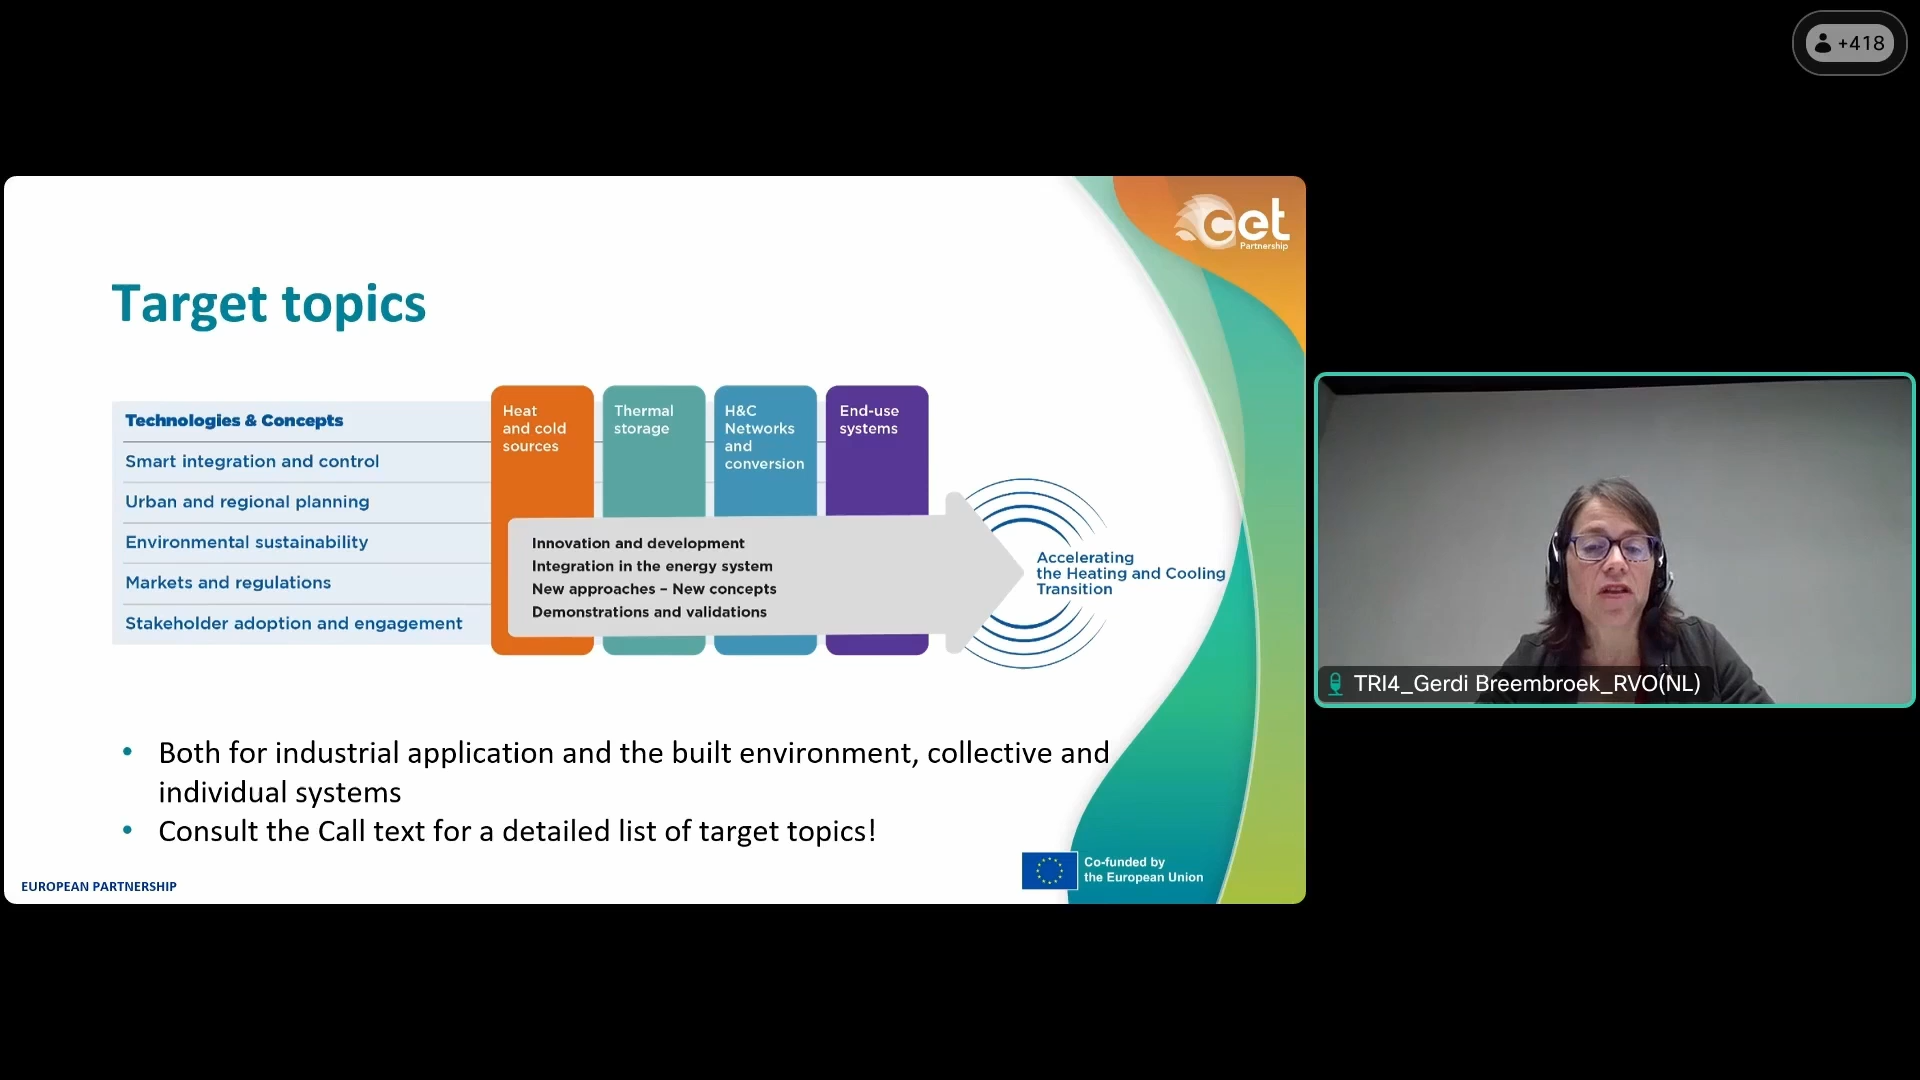 +418
cet
Partnership
Target topics
Technologies & Concepts
Smart integration and control
Urban and regional planning
Environmental sustainability
Markets and regulations
Stakeholder adoption and engagement
Heat
and cold
sources
Thermal
storage
H&C
Networks
and
conversion
End-use
systems
Innovation and development
Integration in the energy system
New approaches – New concepts
Demonstrations and validations
Accelerating
the Heating and Cooling
Transition
• Both for industrial application and the built environment, collective and
individual systems
• Consult the Call text for a detailed list of target topics!
EUROPEAN PARTNERSHIP
Co-funded by
the European Union
TRI4_Gerdi Breembroek_RVO(NL)